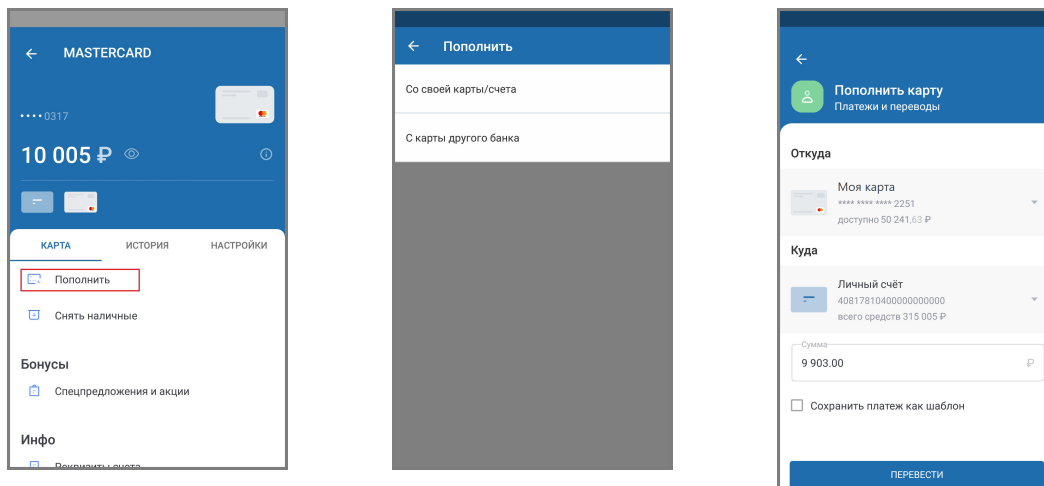 MASTERCARD
•••• 0317
10 005 ₽
КАРТА ИСТОРИЯ НАСТРОЙКИ
Пополнить
Снять наличные
Бонусы
Спецпредложения и акции
Инфо
Реквизиты счета
Пополнить
Со своей карты/счета
С карты другого банка
Пополнить карту
Платежи и переводы
Откуда
Моя карта
**** **** **** 2251
доступно 50 241,63 ₽
Куда
Личный счёт
40817810400000000000
всего средств 315 005 ₽
Сумма
9 903.00 ₽
Сохранить платеж как шаблон
ПЕРЕВЕСТИ